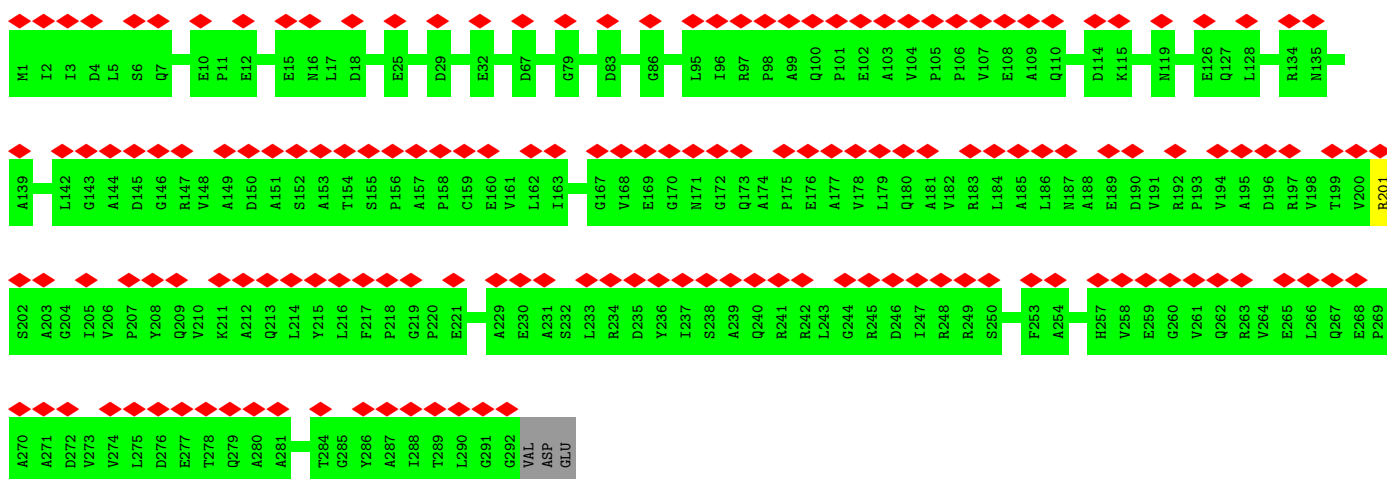 M1 I2 I3 D4 L5 S6 Q7 E10 P11 E12 E15 N16 L17 D18 E25 D29 E32 D67 G79 D83 G86 L95 I96 R97 P98 A99 Q100 P101 E102 A103 V104 P105 P106 V107 E108 A109 Q110 D114 K115 N119 E126 Q127 L128 R134 N135
A139 L142 G143 A144 D145 G146 R147 V148 A149 D150 A151 S152 A153 T154 S155 P156 A157 P158 C159 E160 V161 L162 I163 G167 V168 E169 G170 N171 G172 Q173 A174 P175 E176 A177 V178 L179 Q180 A181 V182 R183 L184 A185 L186 N187 A188 E189 D190 V191 R192 P193 V194 A195 D196 R197 V198 T199 V200 R201
S202 A203 G204 I205 V206 P207 Y208 Q209 V210 K211 A212 Q213 L214 Y215 L216 F217 P218 G219 P220 E221 A229 E230 A231 S232 L233 R234 D235 Y236 I237 S238 A239 Q240 R241 R242 L243 G244 R245 D246 I247 R248 R249 S250 F253 A254 H257 V258 E259 G260 V261 Q262 R263 V264 E265 L266 Q267 E268 P269
A270 A271 D272 V273 V274 L275 D276 E277 T278 Q279 A280 A281 T284 G285 Y286 A287 I288 T289 L290 G291 G292 VAL ASP GLU